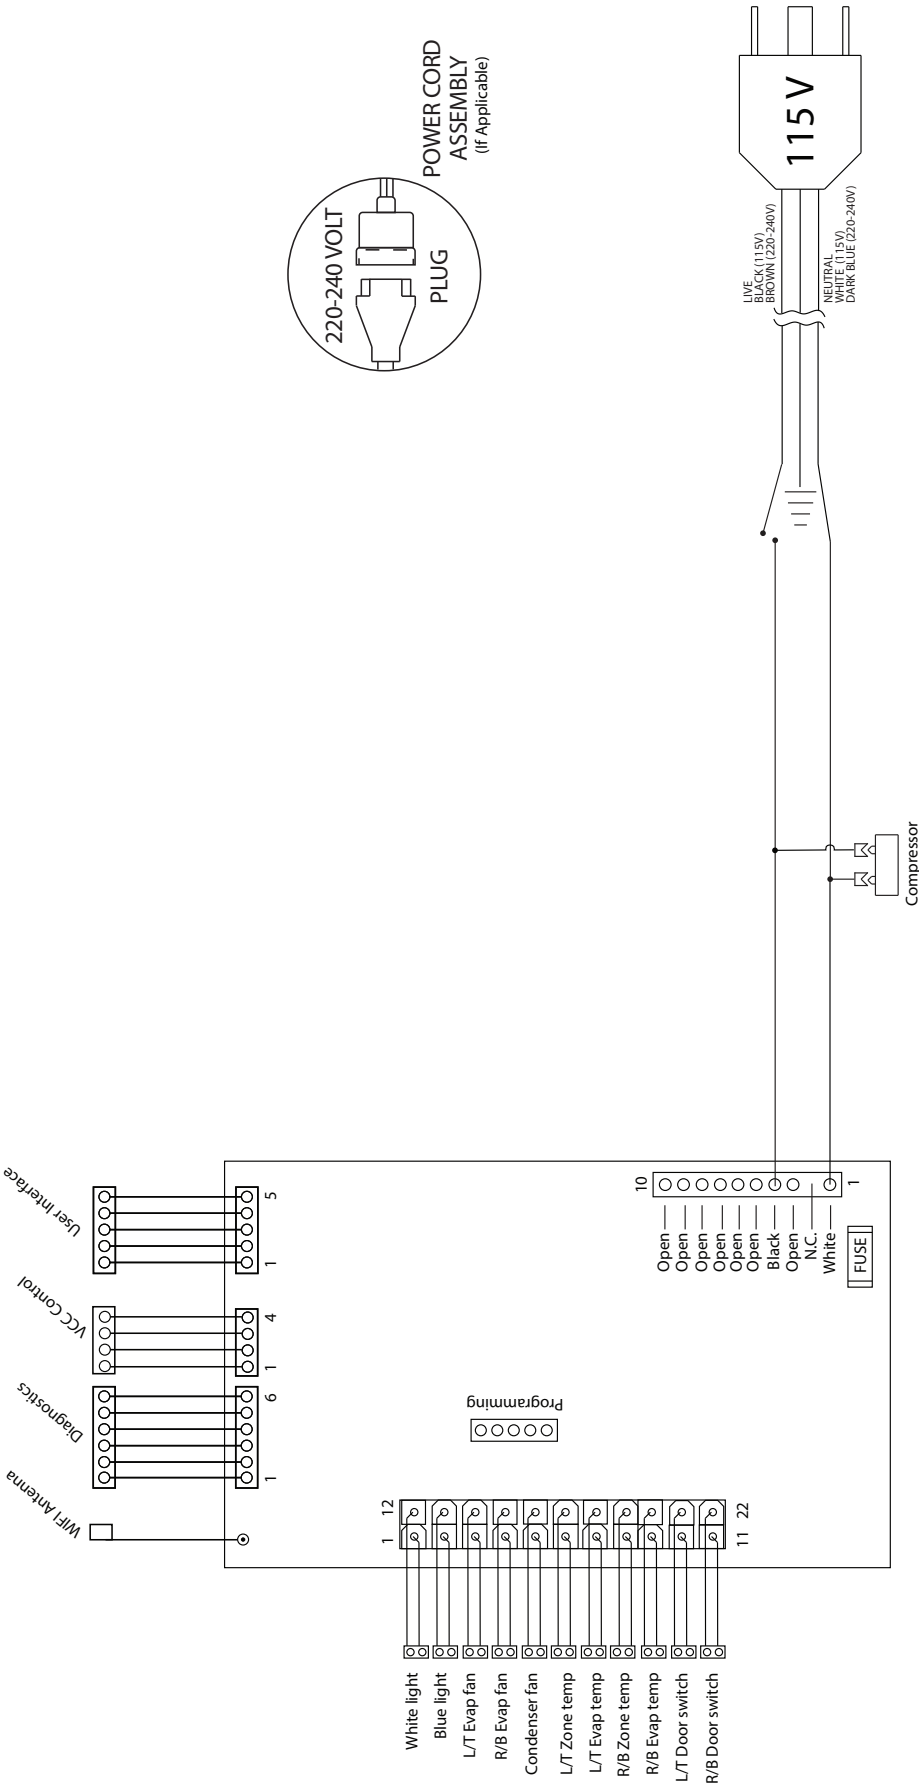 POWER CORD
ASSEMBLY
(If Applicable)
220-240 VOLT
PLUG
115 V
LIVE
BLACK (115V)
BROWN (220-240V)
NEUTRAL
WHITE (115V)
DARK BLUE (220-240V)
Compressor
User Interface
5
1
VCC Control
4
1
Diagnostics
6
1
WIFI Antenna
Programming
10
1
Open
Open
Open
Open
Open
Open
Black
Open
N.C.
White
FUSE
12
1
22
11
White light
Blue light
L/T Evap fan
R/B Evap fan
Condenser fan
L/T Zone temp
L/T Evap temp
R/B Zone temp
R/B Evap temp
L/T Door switch
R/B Door switch